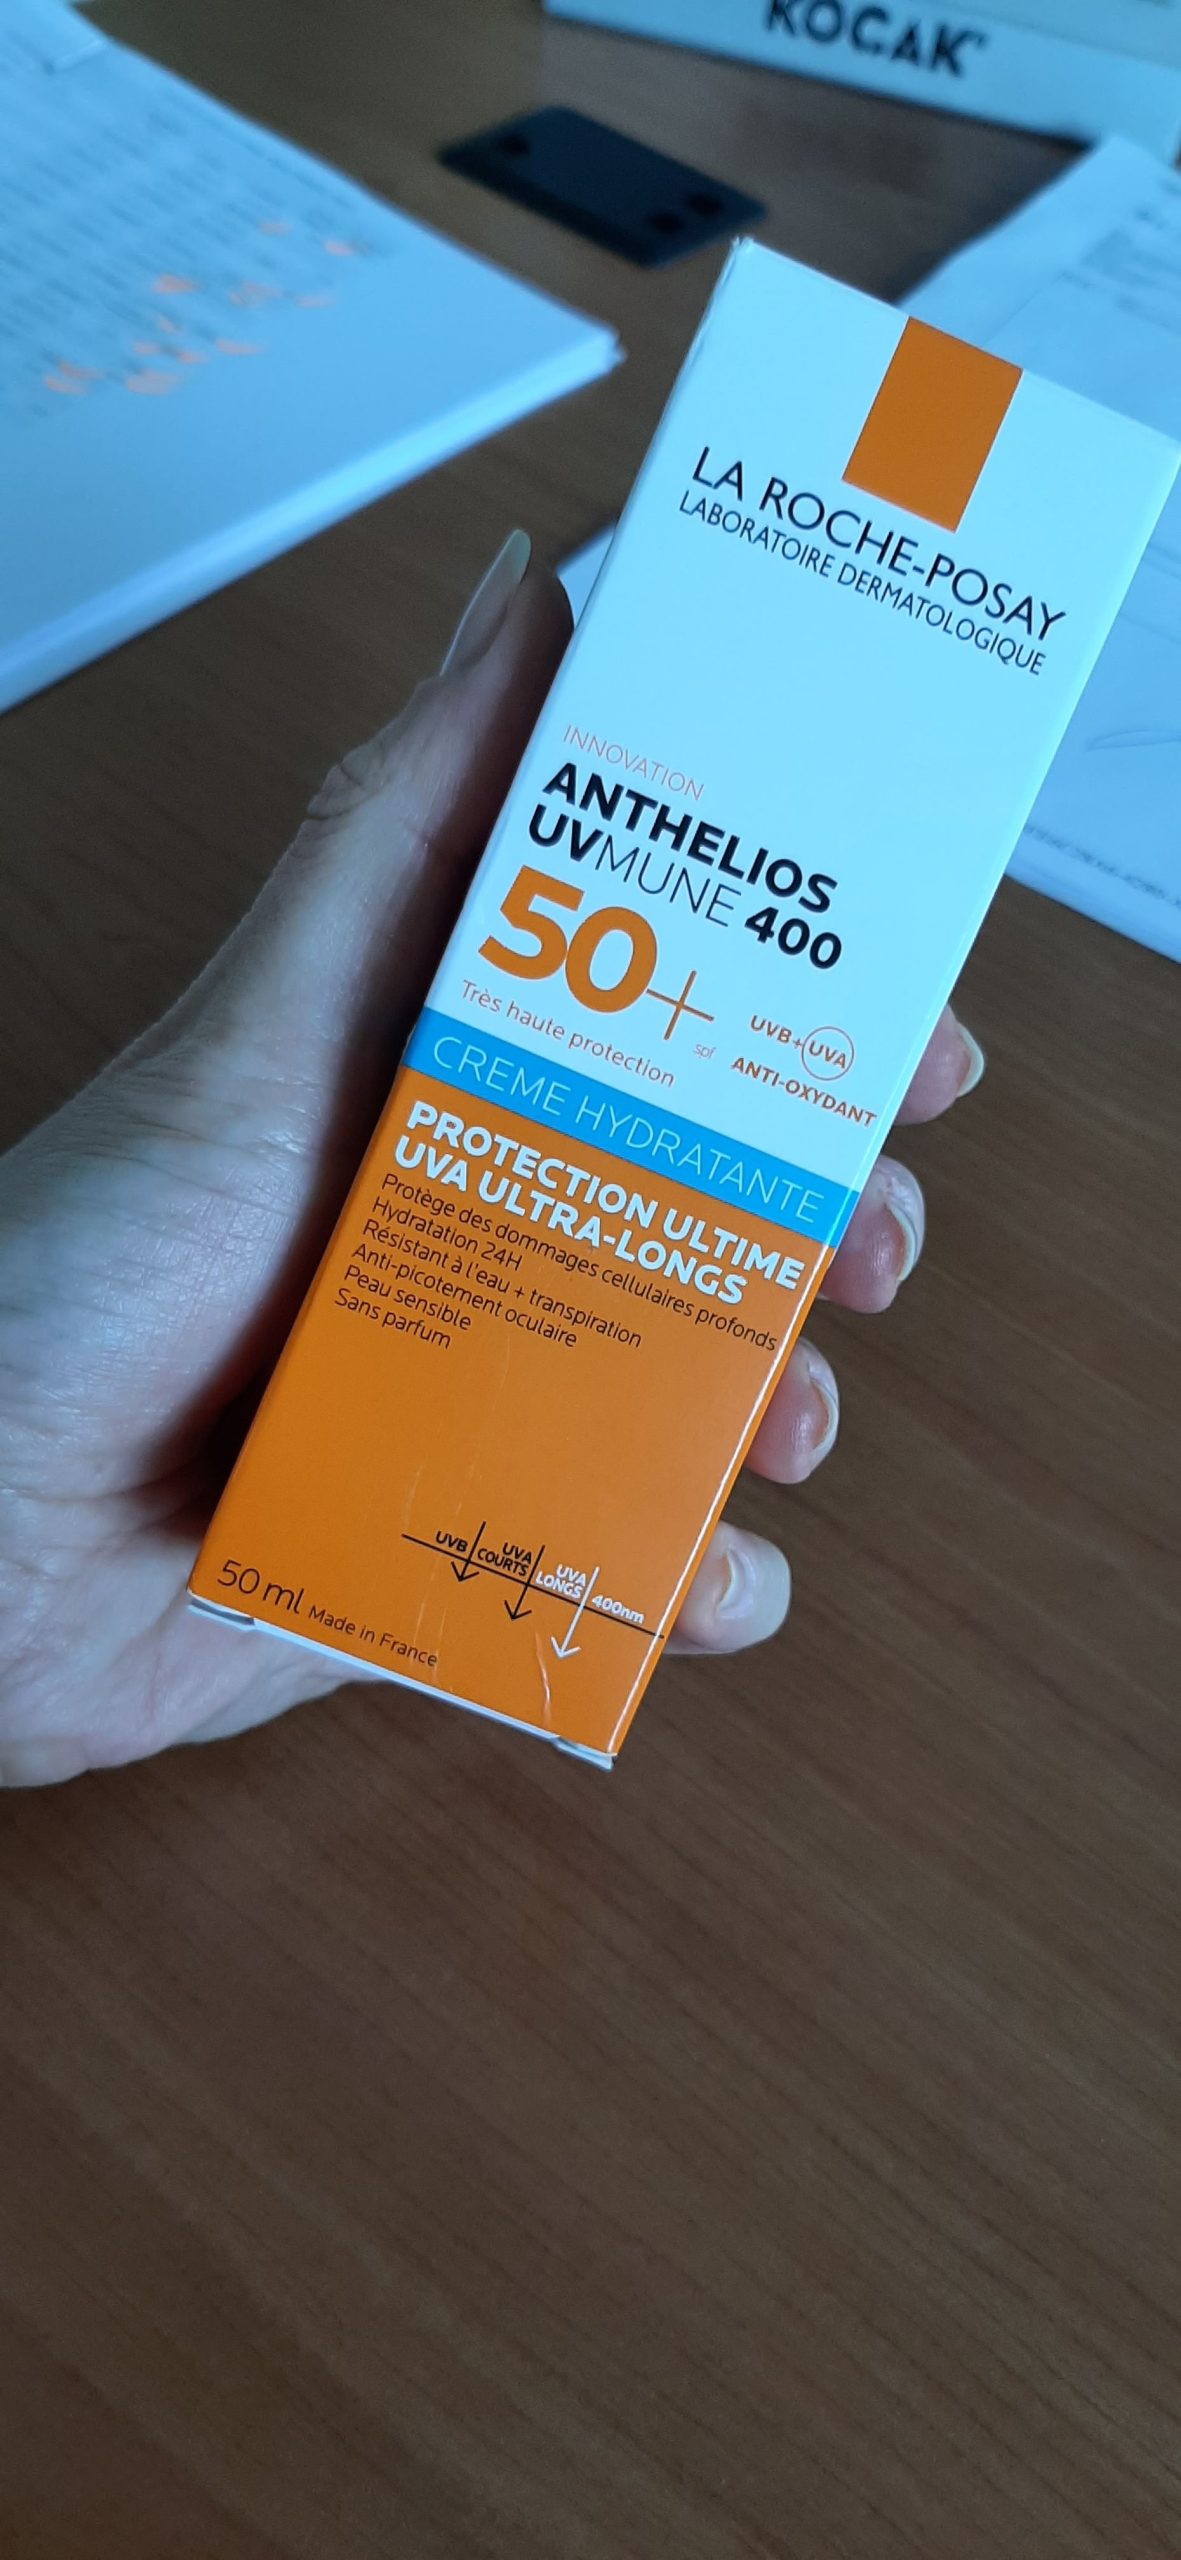 KOÇAK
LA ROCHE-POSAY
LABORATOIRE DERMATOLOGIQUE
INNOVATION
ANTHELIOS
UVMUNE 400
50+
spf
Très haute protection
UVB+UVA
ANTI-OXYDANT
CREME HYDRATANTE
PROTECTION ULTIME
UVA ULTRA-LONGS
Protège des dommages cellulaires profonds
Hydratation 24H
Résistant à l'eau + transpiration
Anti-picotement oculaire
Peau sensible
Sans parfum
UVB
UVA
COURTS
UVA
LONGS
400nm
50 ml Made in France